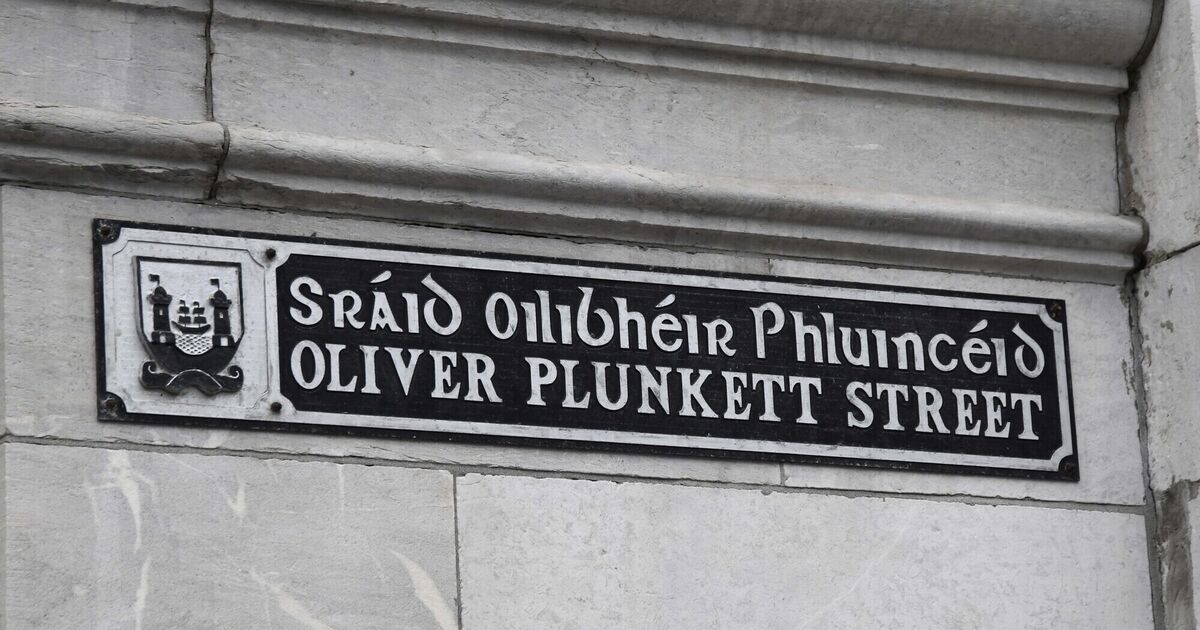 Sráid Oilibhéir Phluincéid
OLIVER PLUNKETT STREET